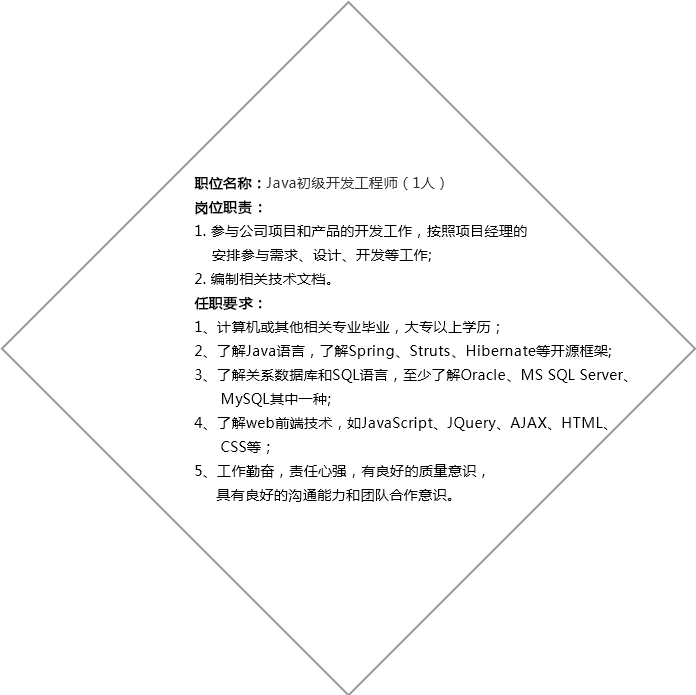 职位名称：Java初级开发工程师（1人）
岗位职责：
1. 参与公司项目和产品的开发工作，按照项目经理的
安排参与需求、设计、开发等工作;
2. 编制相关技术文档。
任职要求：
1、计算机或其他相关专业毕业，大专以上学历；
2、了解Java语言，了解Spring、Struts、Hibernate等开源框架;
3、了解关系数据库和SQL语言，至少了解Oracle、MS SQL Server、
MySQL其中一种;
4、了解web前端技术，如JavaScript、JQuery、AJAX、HTML、
CSS等；
5、工作勤奋，责任心强，有良好的质量意识，
具有良好的沟通能力和团队合作意识。